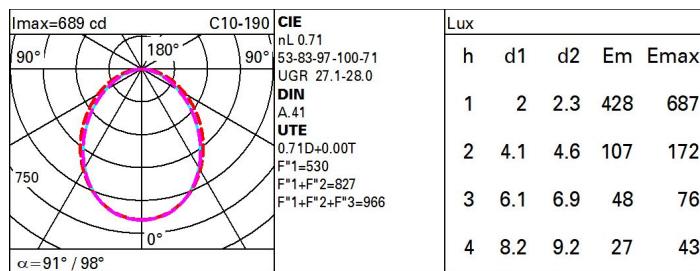 Imax=689 cd C10-190
90° 180° 90°
750
0°
α=91° / 98°
CIE
nL 0.71
53-83-97-100-71
UGR 27.1-28.0
DIN
A.41
UTE
0.71D+0.00T
F"1=530
F"1+F"2=827
F"1+F"2+F"3=966
Lux
h d1 d2 Em Emax
1 2 2.3 428 687
2 4.1 4.6 107 172
3 6.1 6.9 48 76
4 8.2 9.2 27 43